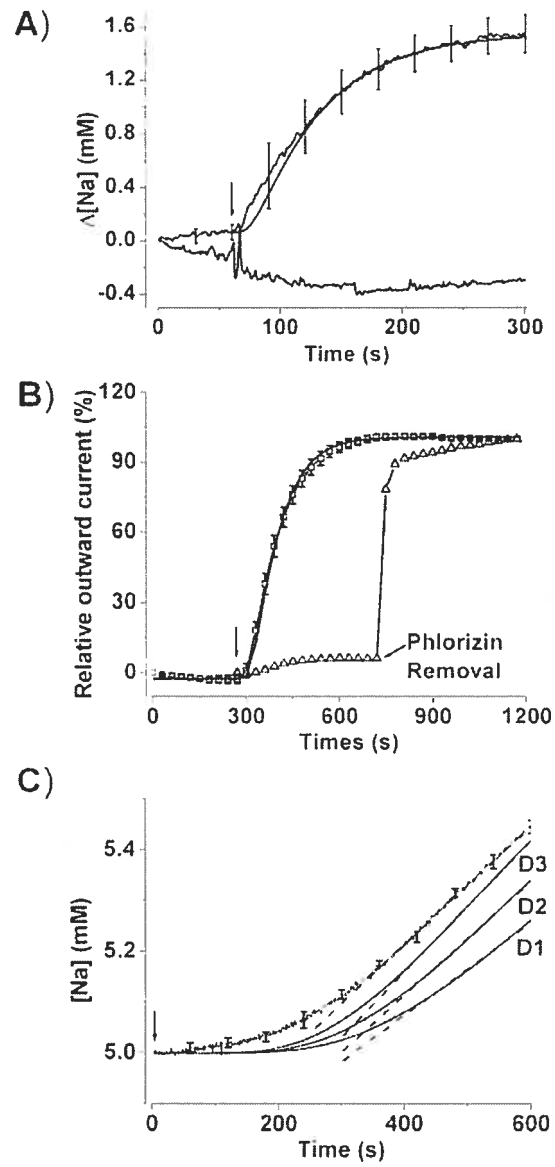 A)
1.6
1.2
0.8
0.4
0.0
-0.4
Λ[Na] (mM)
0 100 200 300
Time (s)
B)
120
90
60
30
0
Relative outward current (%)
Phlorizin
Removal
0 300 600 900 1200
Times (s)
C)
5.4
5.2
5.0
[Na] (mM)
D3
D2
D1
0 200 400 600
Time (s)